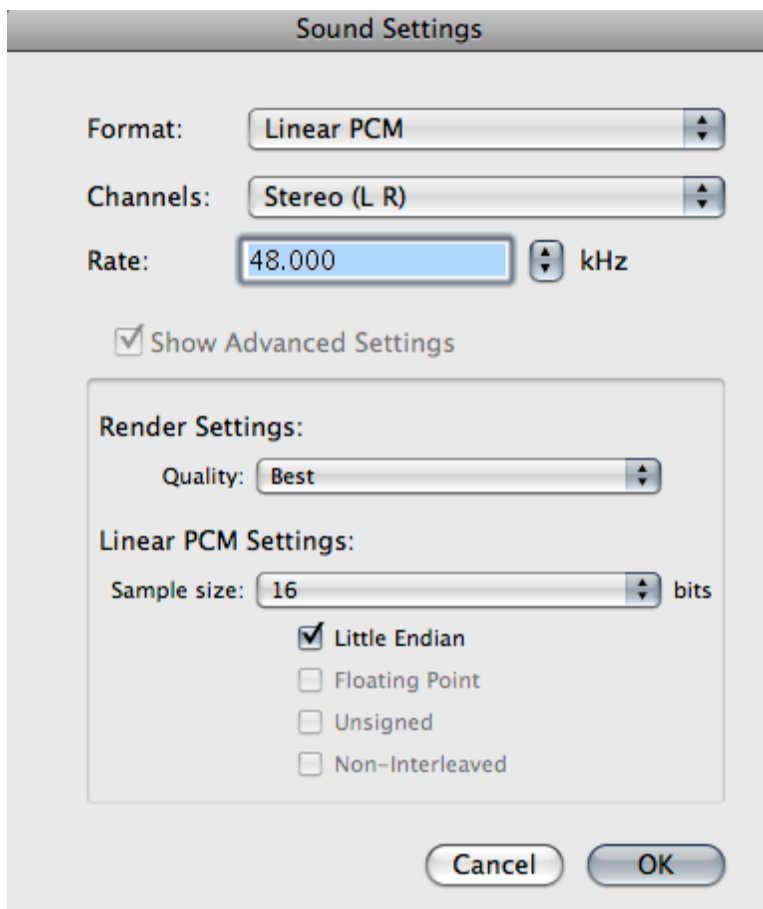 Sound Settings
Format: Linear PCM
Channels: Stereo (L R)
Rate: 48.000 kHz
Show Advanced Settings
Render Settings:
Quality: Best
Linear PCM Settings:
Sample size: 16 bits
Little Endian
Floating Point
Unsigned
Non-Interleaved
Cancel OK